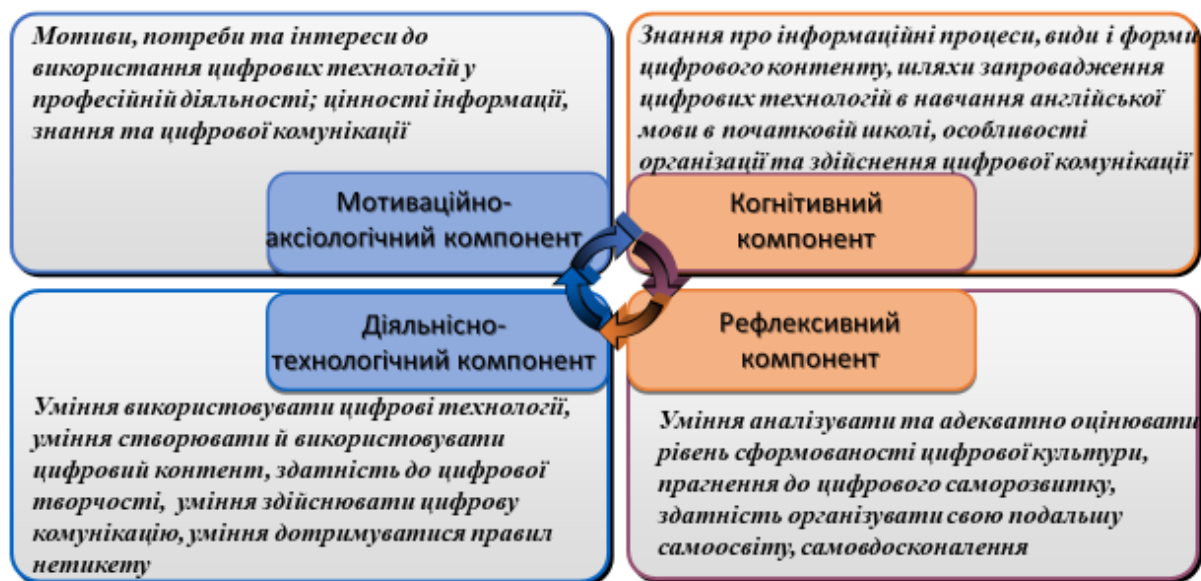 Мотиви, потреби та інтереси до
використання цифрових технологій у
професійній діяльності; цінності інформації,
знання та цифрової комунікації
Мотиваційно-
аксіологічний компонент
Знання про інформаційні процеси, види і форми
цифрового контенту, шляхи запровадження
цифрових технологій в навчання англійської
мови в початковій школі, особливості
організації та здійснення цифрової комунікації
Когнітивний
компонент
Діяльнісно-
технологічний компонент
Уміння використовувати цифрові технології,
уміння створювати й використовувати
цифровий контент, здатність до цифрової
творчості, уміння здійснювати цифрову
комунікацію, уміння дотримуватися правил
нетикету
Рефлексивний
компонент
Уміння аналізувати та адекватно оцінювати
рівень сформованості цифрової культури,
прагнення до цифрового саморозвитку,
здатність організувати свою подальшу
самоосвіту, самовдосконалення